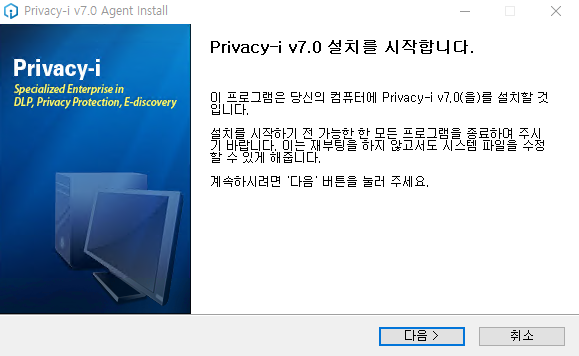 Privacy-i v7.0 Agent Install
Privacy-i
Specialized Enterprise in
DLP, Privacy Protection, E-discovery
Privacy-i v7.0 설치를 시작합니다.
이 프로그램은 당신의 컴퓨터에 Privacy-i v7.0(을)를 설치할 것
입니다.
설치를 시작하기 전 가능한 한 모든 프로그램을 종료하여 주시
기 바랍니다. 이는 재부팅을 하지 않고서도 시스템 파일을 수정
할 수 있게 해줍니다.
계속하시려면 '다음' 버튼을 눌러 주세요.
다음 >
취소